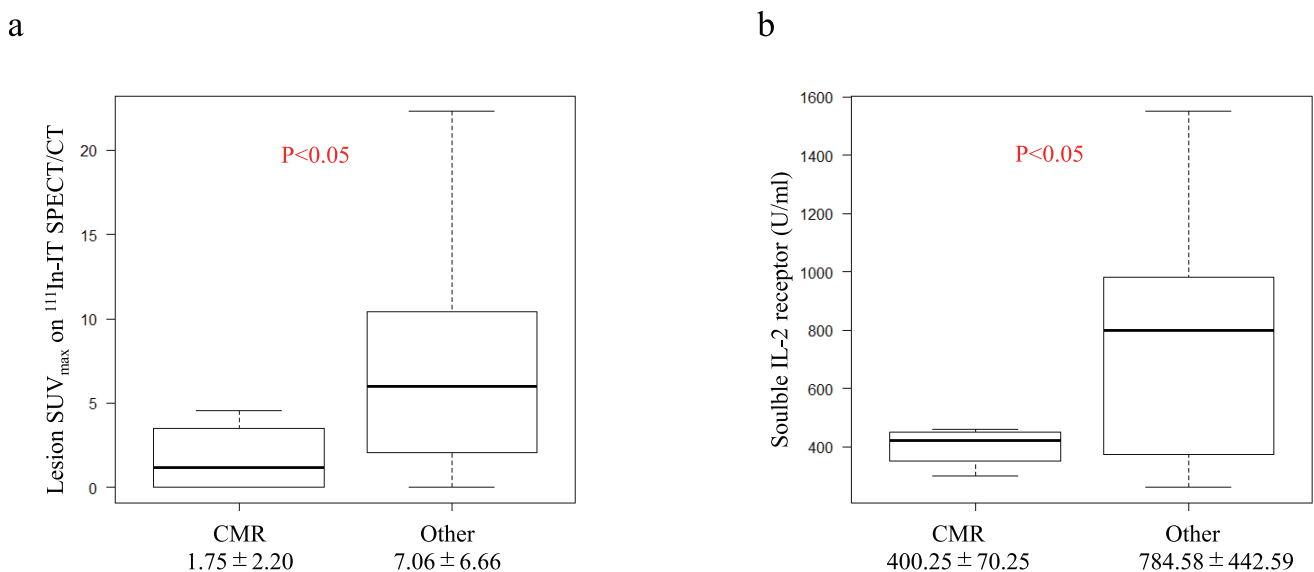 a
Lesion SUVmax on 111In-IT SPECT/CT
20
15
10
5
0
P<0.05
CMR
Other
1.75±2.20
7.06±6.66
b
Soulble IL-2 receptor (U/ml)
1600
1400
1200
1000
800
600
400
P<0.05
CMR
Other
400.25±70.25
784.58±442.59